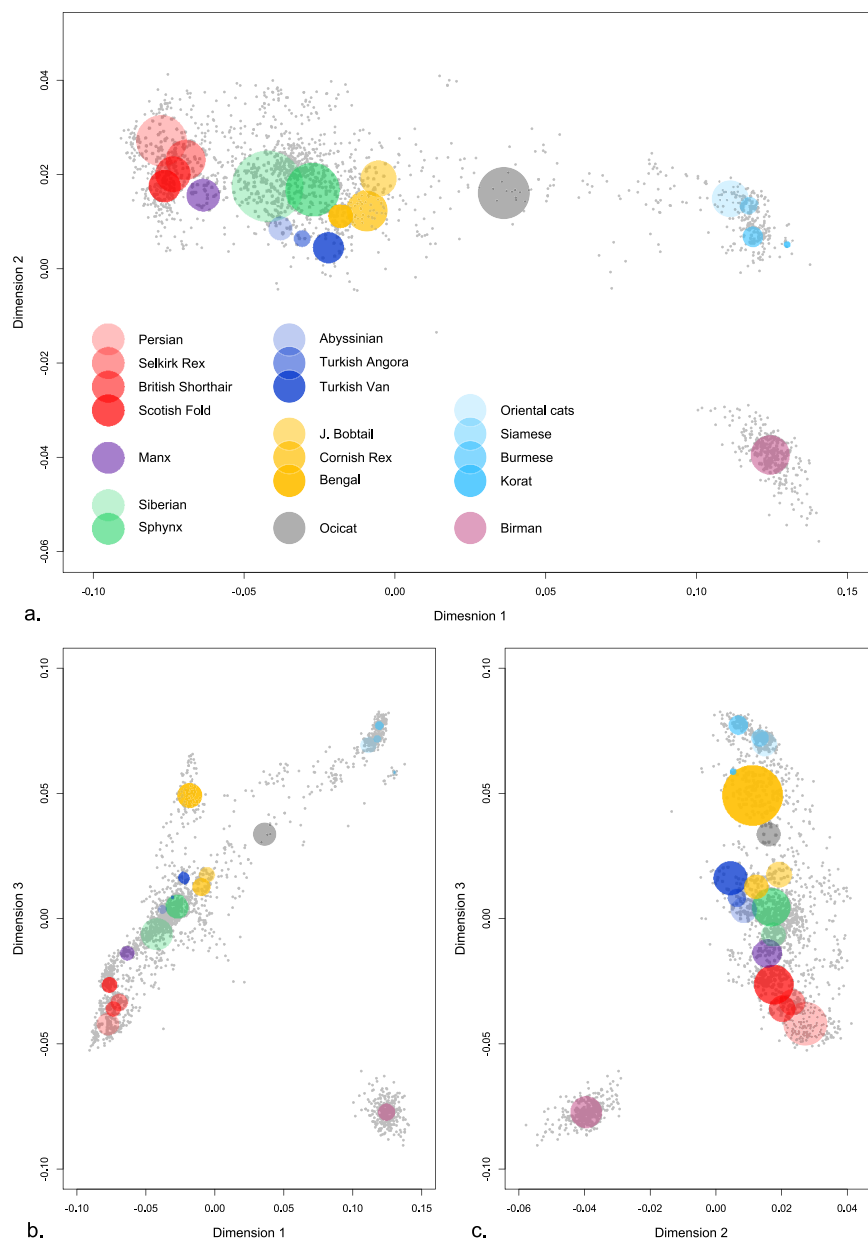 0.04
0.02
0.00
-0.02
-0.04
-0.06
Dimension 2
Persian
Selkirk Rex
British Shorthair
Scotish Fold
Manx
Siberian
Sphynx
Abyssinian
Turkish Angora
Turkish Van
J. Bobtail
Cornish Rex
Bengal
Ocicat
Oriental cats
Siamese
Burmese
Korat
Birman
-0.10 -0.05 0.00 0.05 0.10 0.15
a.
Dimesnion 1
0.10
0.05
0.00
-0.05
-0.10
Dimension 3
-0.10 -0.05 0.00 0.05 0.10 0.15
b.
Dimension 1
0.10
0.05
0.00
-0.05
-0.10
Dimension 3
-0.06 -0.04 -0.02 0.00 0.02 0.04
c.
Dimension 2